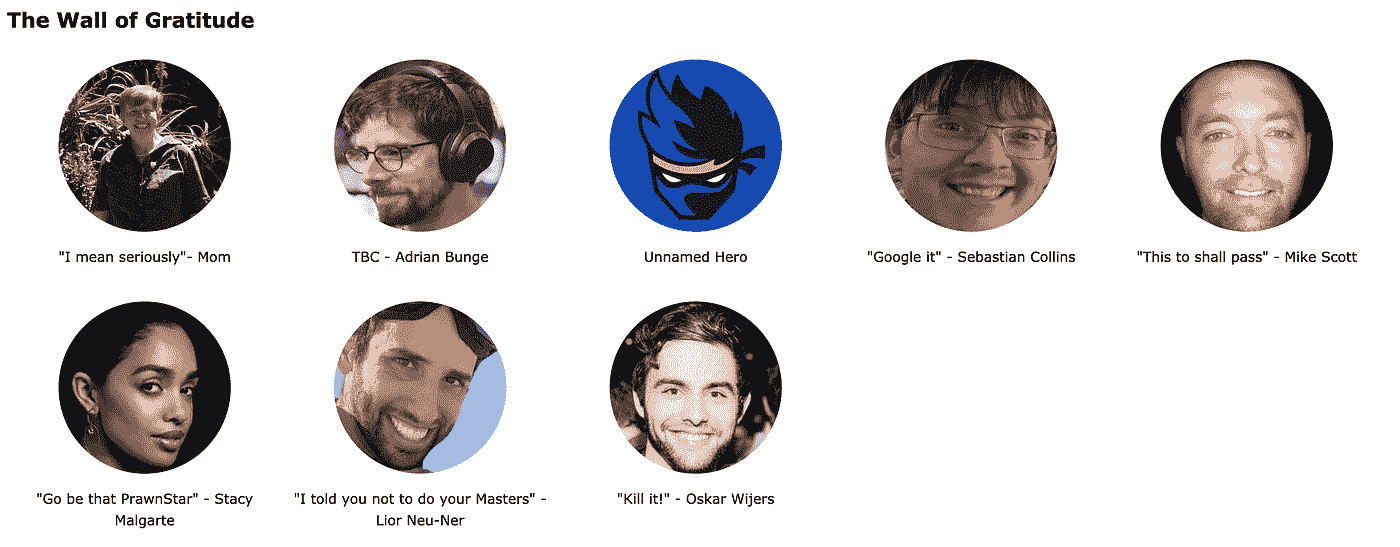 The Wall of Gratitude
"I mean seriously"- Mom
TBC - Adrian Bunge
Unnamed Hero
"Google it" - Sebastian Collins
"This to shall pass" - Mike Scott
"Go be that PrawnStar" - Stacy
Malgarte
"I told you not to do your Masters" -
Lior Neu-Ner
"Kill it!" - Oskar Wijers